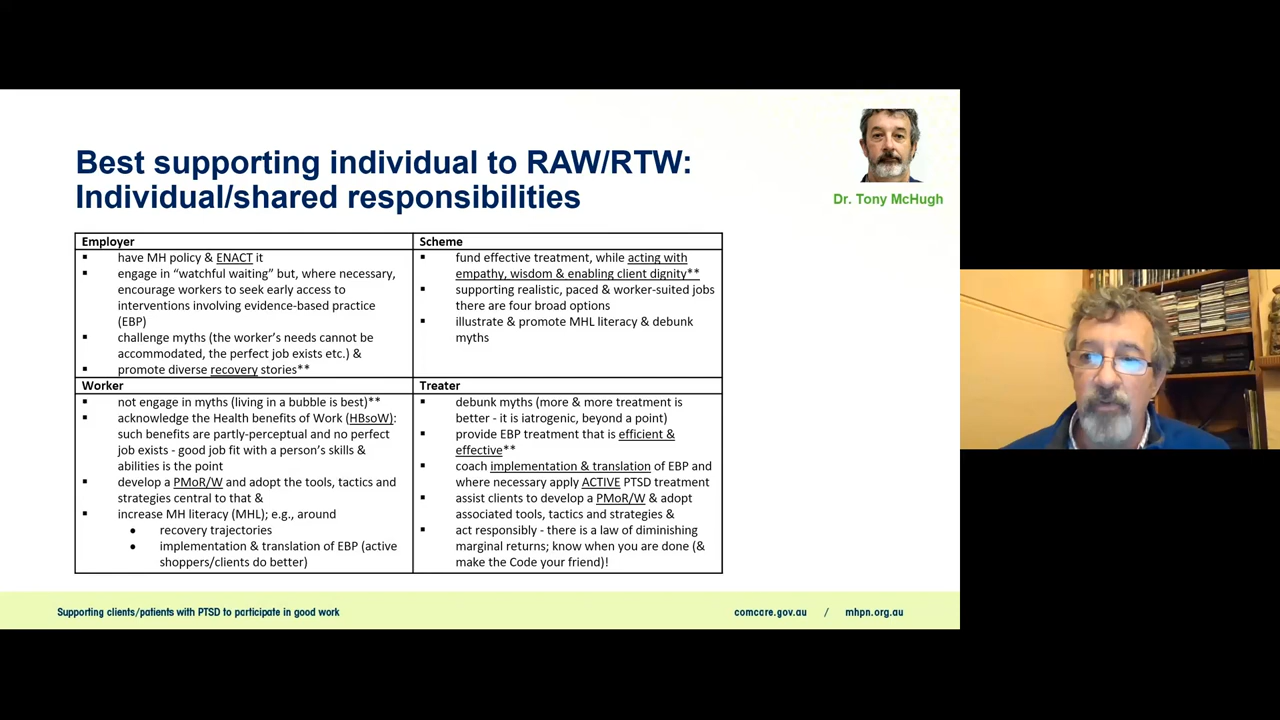 Best supporting individual to RAW/RTW:
Individual/shared responsibilities
Dr. Tony McHugh
Employer
▪ have MH policy & ENACT it
▪ engage in “watchful waiting” but, where necessary,
encourage workers to seek early access to
interventions involving evidence-based practice
(EBP)
▪ challenge myths (the worker’s needs cannot be
accommodated, the perfect job exists etc.) &
▪ promote diverse recovery stories**
Scheme
▪ fund effective treatment, while acting with
empathy, wisdom & enabling client dignity**
▪ supporting realistic, paced & worker-suited jobs
there are four broad options
▪ illustrate & promote MHL literacy & debunk
myths
Worker
▪ not engage in myths (living in a bubble is best)**
▪ acknowledge the Health benefits of Work (HBsoW):
such benefits are partly-perceptual and no perfect
job exists - good job fit with a person’s skills &
abilities is the point
▪ develop a PMoR/W and adopt the tools, tactics and
strategies central to that &
▪ increase MH literacy (MHL); e.g., around
• recovery trajectories
• implementation & translation of EBP (active
shoppers/clients do better)
Treater
▪ debunk myths (more & more treatment is
better - it is iatrogenic, beyond a point)
▪ provide EBP treatment that is efficient &
effective**
▪ coach implementation & translation of EBP and
where necessary apply ACTIVE PTSD treatment
▪ assist clients to develop a PMoR/W & adopt
associated tools, tactics and strategies &
▪ act responsibly - there is a law of diminishing
marginal returns; know when you are done (&
make the Code your friend)!
Supporting clients/patients with PTSD to participate in good work
comcare.gov.au / mhpn.org.au